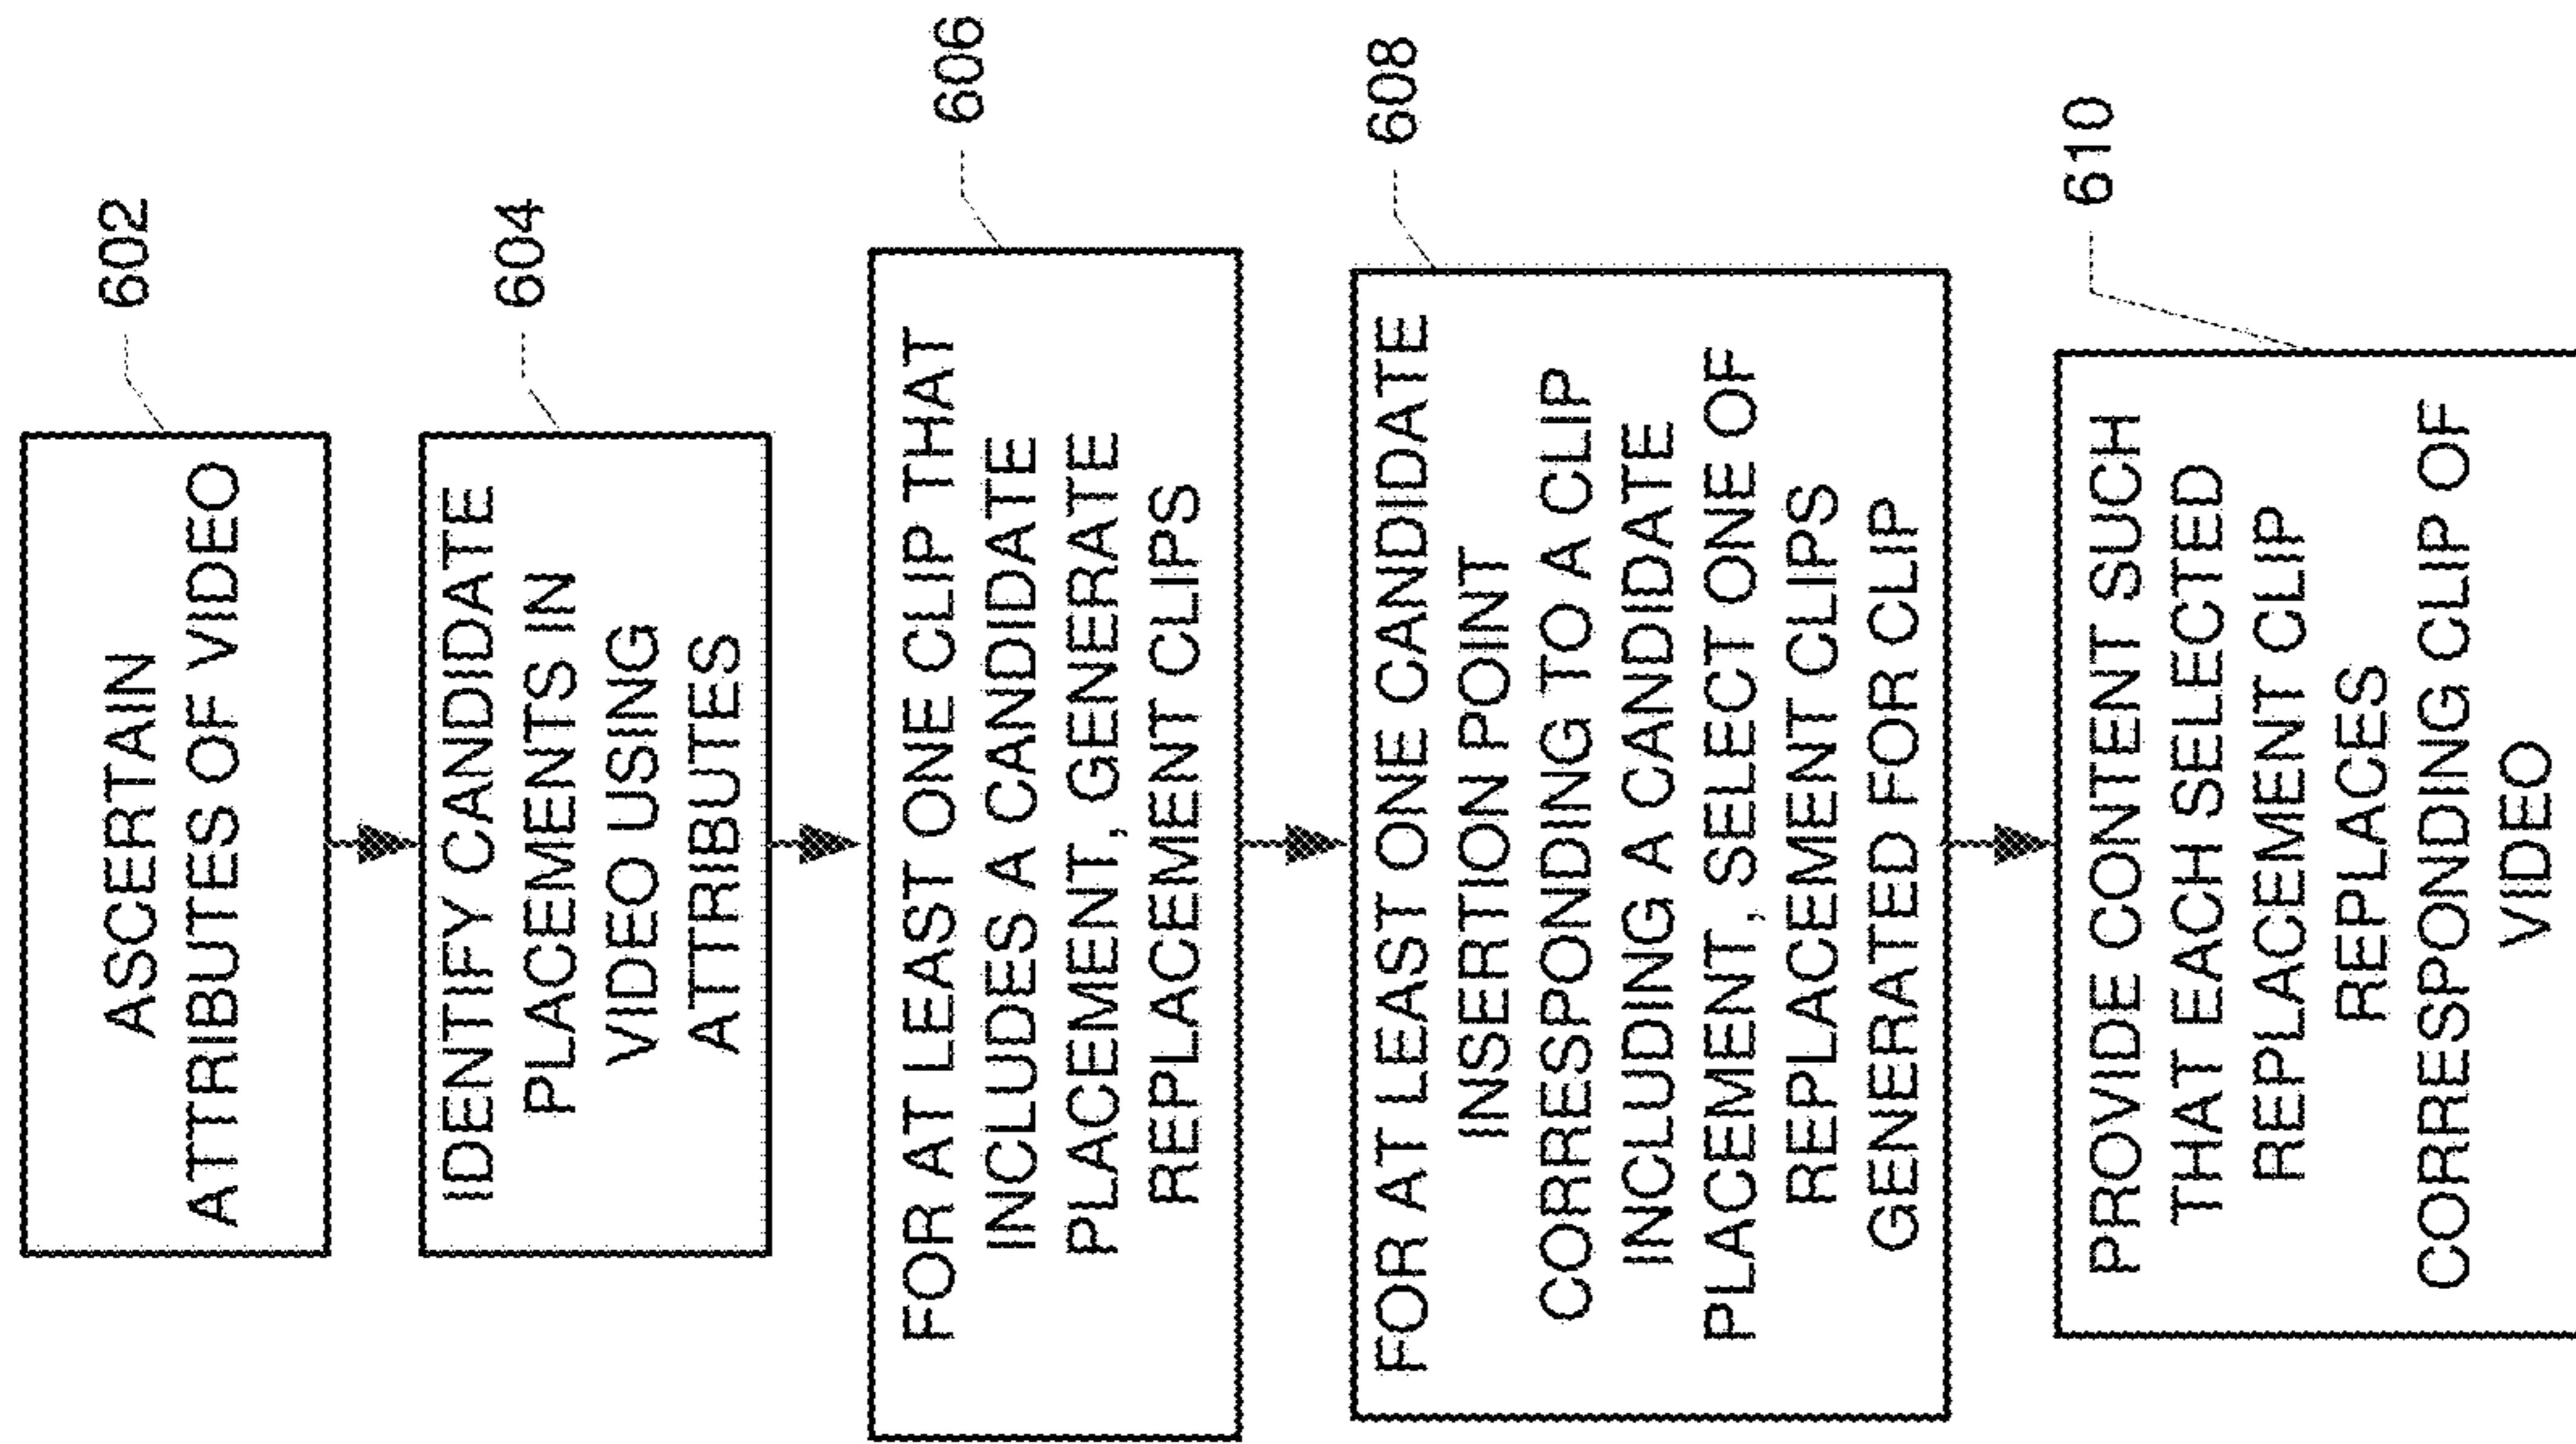 602
ASCERTAIN
ATTRIBUTES OF VIDEO
604
IDENTIFY CANDIDATE
PLACEMENTS IN
VIDEO USING
ATTRIBUTES
606
FOR AT LEAST ONE CLIP THAT
INCLUDES A CANDIDATE
PLACEMENT, GENERATE
REPLACEMENT CLIPS
608
FOR AT LEAST ONE CANDIDATE
INSERTION POINT
CORRESPONDING TO A CLIP
INCLUDING A CANDIDATE
PLACEMENT, SELECT ONE OF
REPLACEMENT CLIPS
GENERATED FOR CLIP
610
PROVIDE CONTENT SUCH
THAT EACH SELECTED
REPLACEMENT CLIP
REPLACES
CORRESPONDING CLIP OF
VIDEO